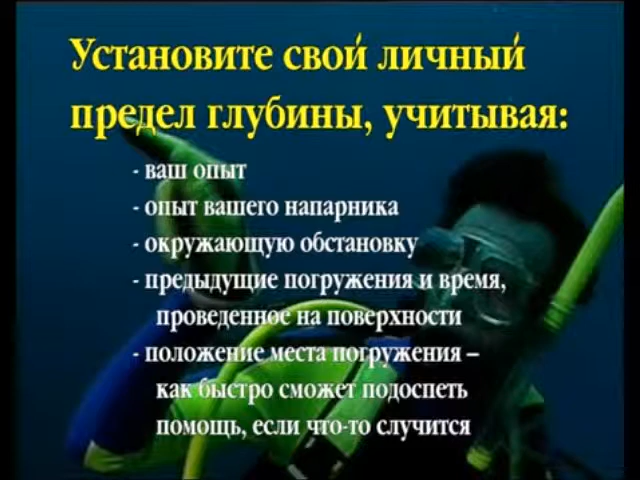 Установите свой личный
предел глубины, учитывая:
- ваш опыт
- опыт вашего напарника
- окружающую обстановку
- предыдущие погружения и время,
проведенное на поверхности
- положение места погружения –
как быстро сможет подоспеть
помощь, если что-то случится